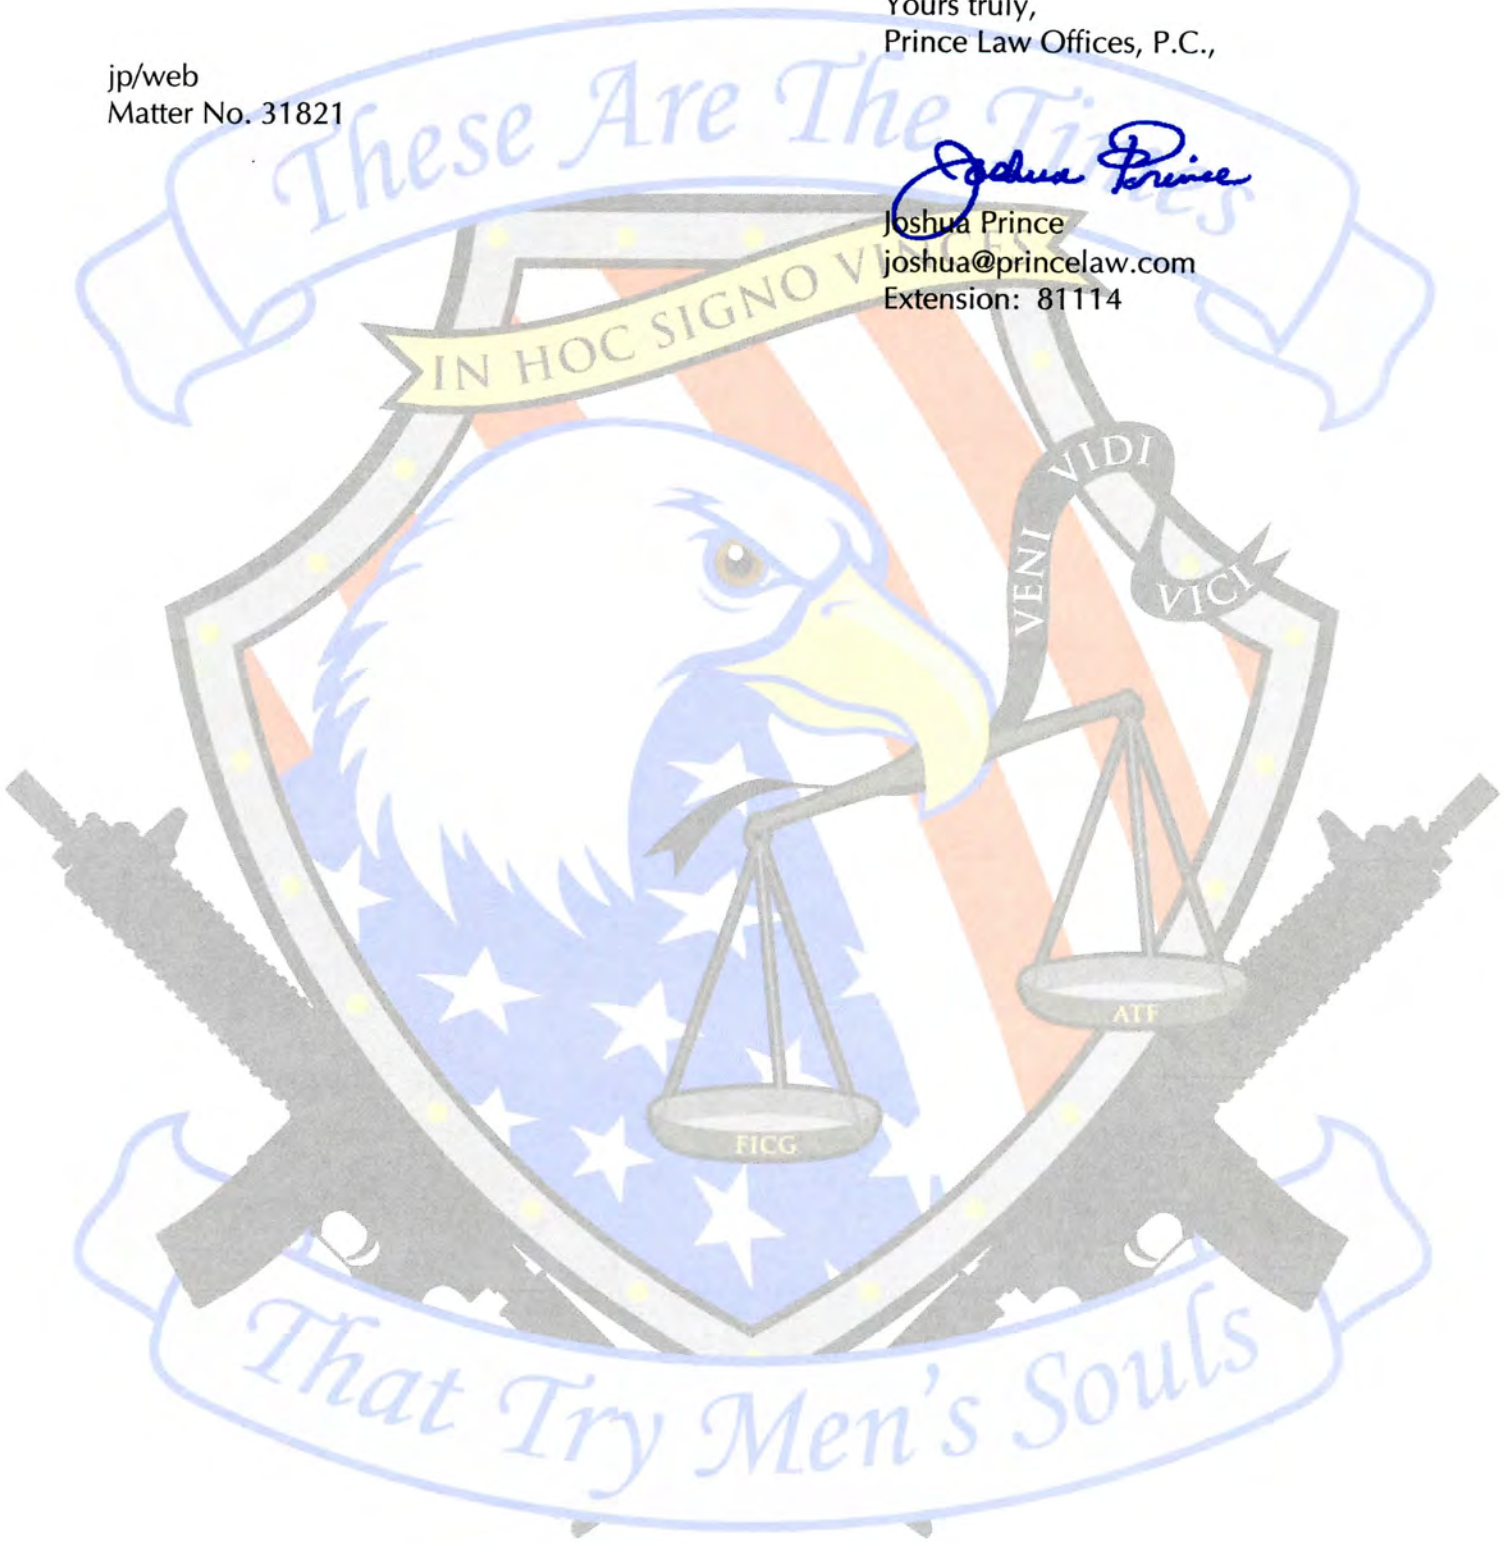 Yours truly,
Prince Law Offices, P.C.,
jp/web
Matter No. 31821
These Are The Times
Joshua Prince
Joshua Prince
joshua@princelaw.com
Extension: 81114
IN HOC SIGNO VINCES
VENI VIDI VICI
ATF
FICG
That Try Men's Souls